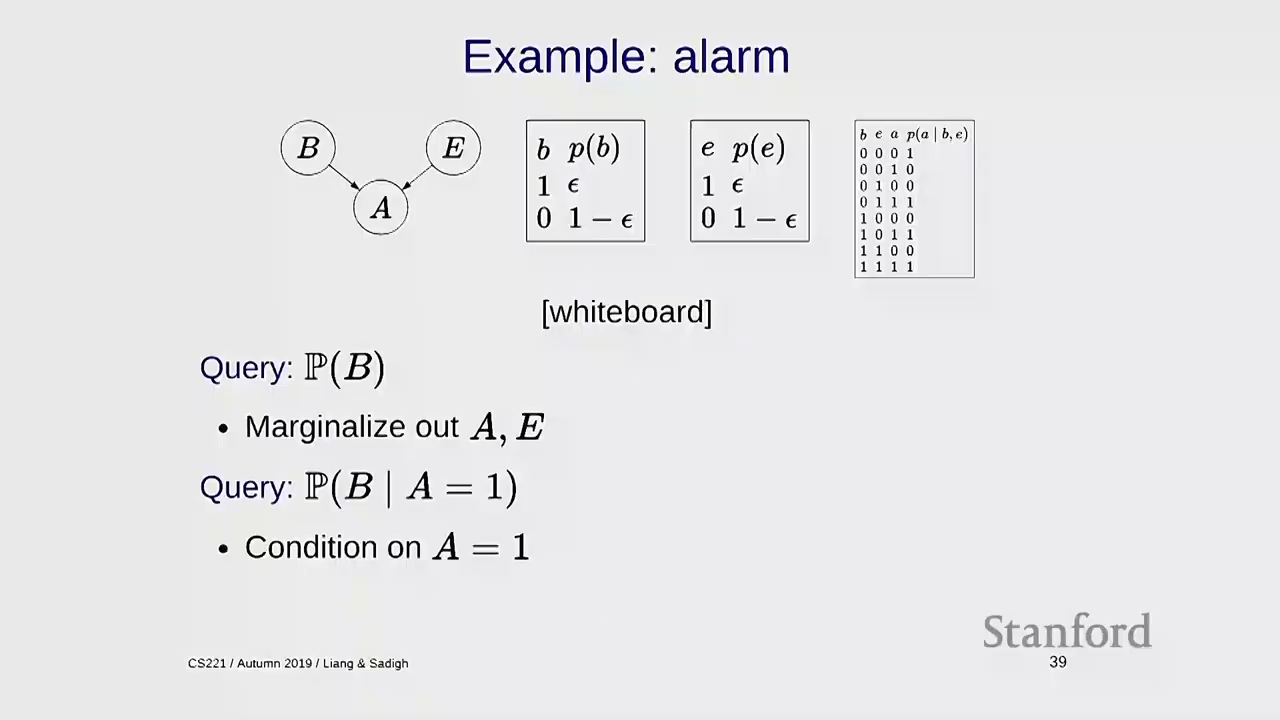 Example: alarm
B
E
A
b p(b)
1 ϵ
0 1 − ϵ
e p(e)
1 ϵ
0 1 − ϵ
b e a p(a | b, e)
0 0 0 1
0 0 1 0
0 1 0 0
0 1 1 1
1 0 0 0
1 0 1 1
1 1 0 0
1 1 1 1
[whiteboard]
Query: ℙ(B)
• Marginalize out A, E
Query: ℙ(B | A = 1)
• Condition on A = 1
Stanford
CS221 / Autumn 2019 / Liang & Sadigh
39